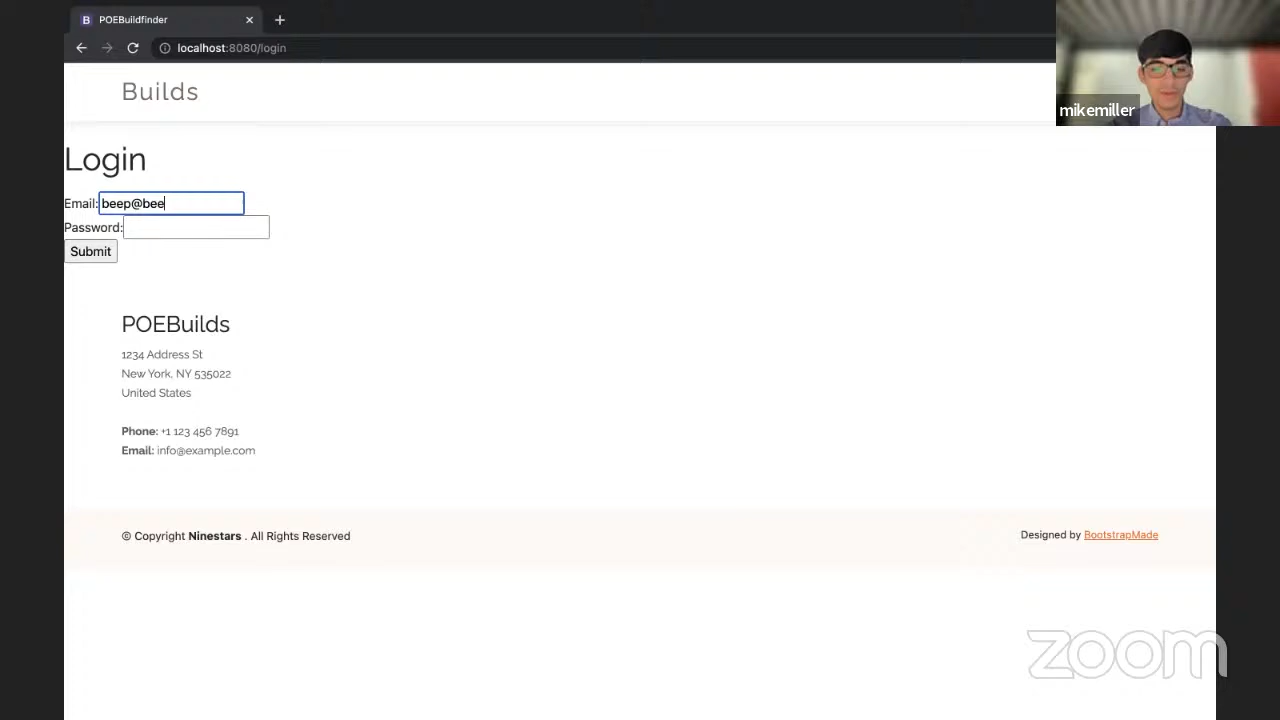 POEBuildfinder
localhost:8080/login
mikemiller
Builds
Login
Email: beep@bee
Password:
Submit
POEBuilds
1234 Address St
New York, NY 535022
United States
Phone: +1 123 456 7891
Email: info@example.com
© Copyright Ninestars . All Rights Reserved
Designed by BootstrapMade
zoom